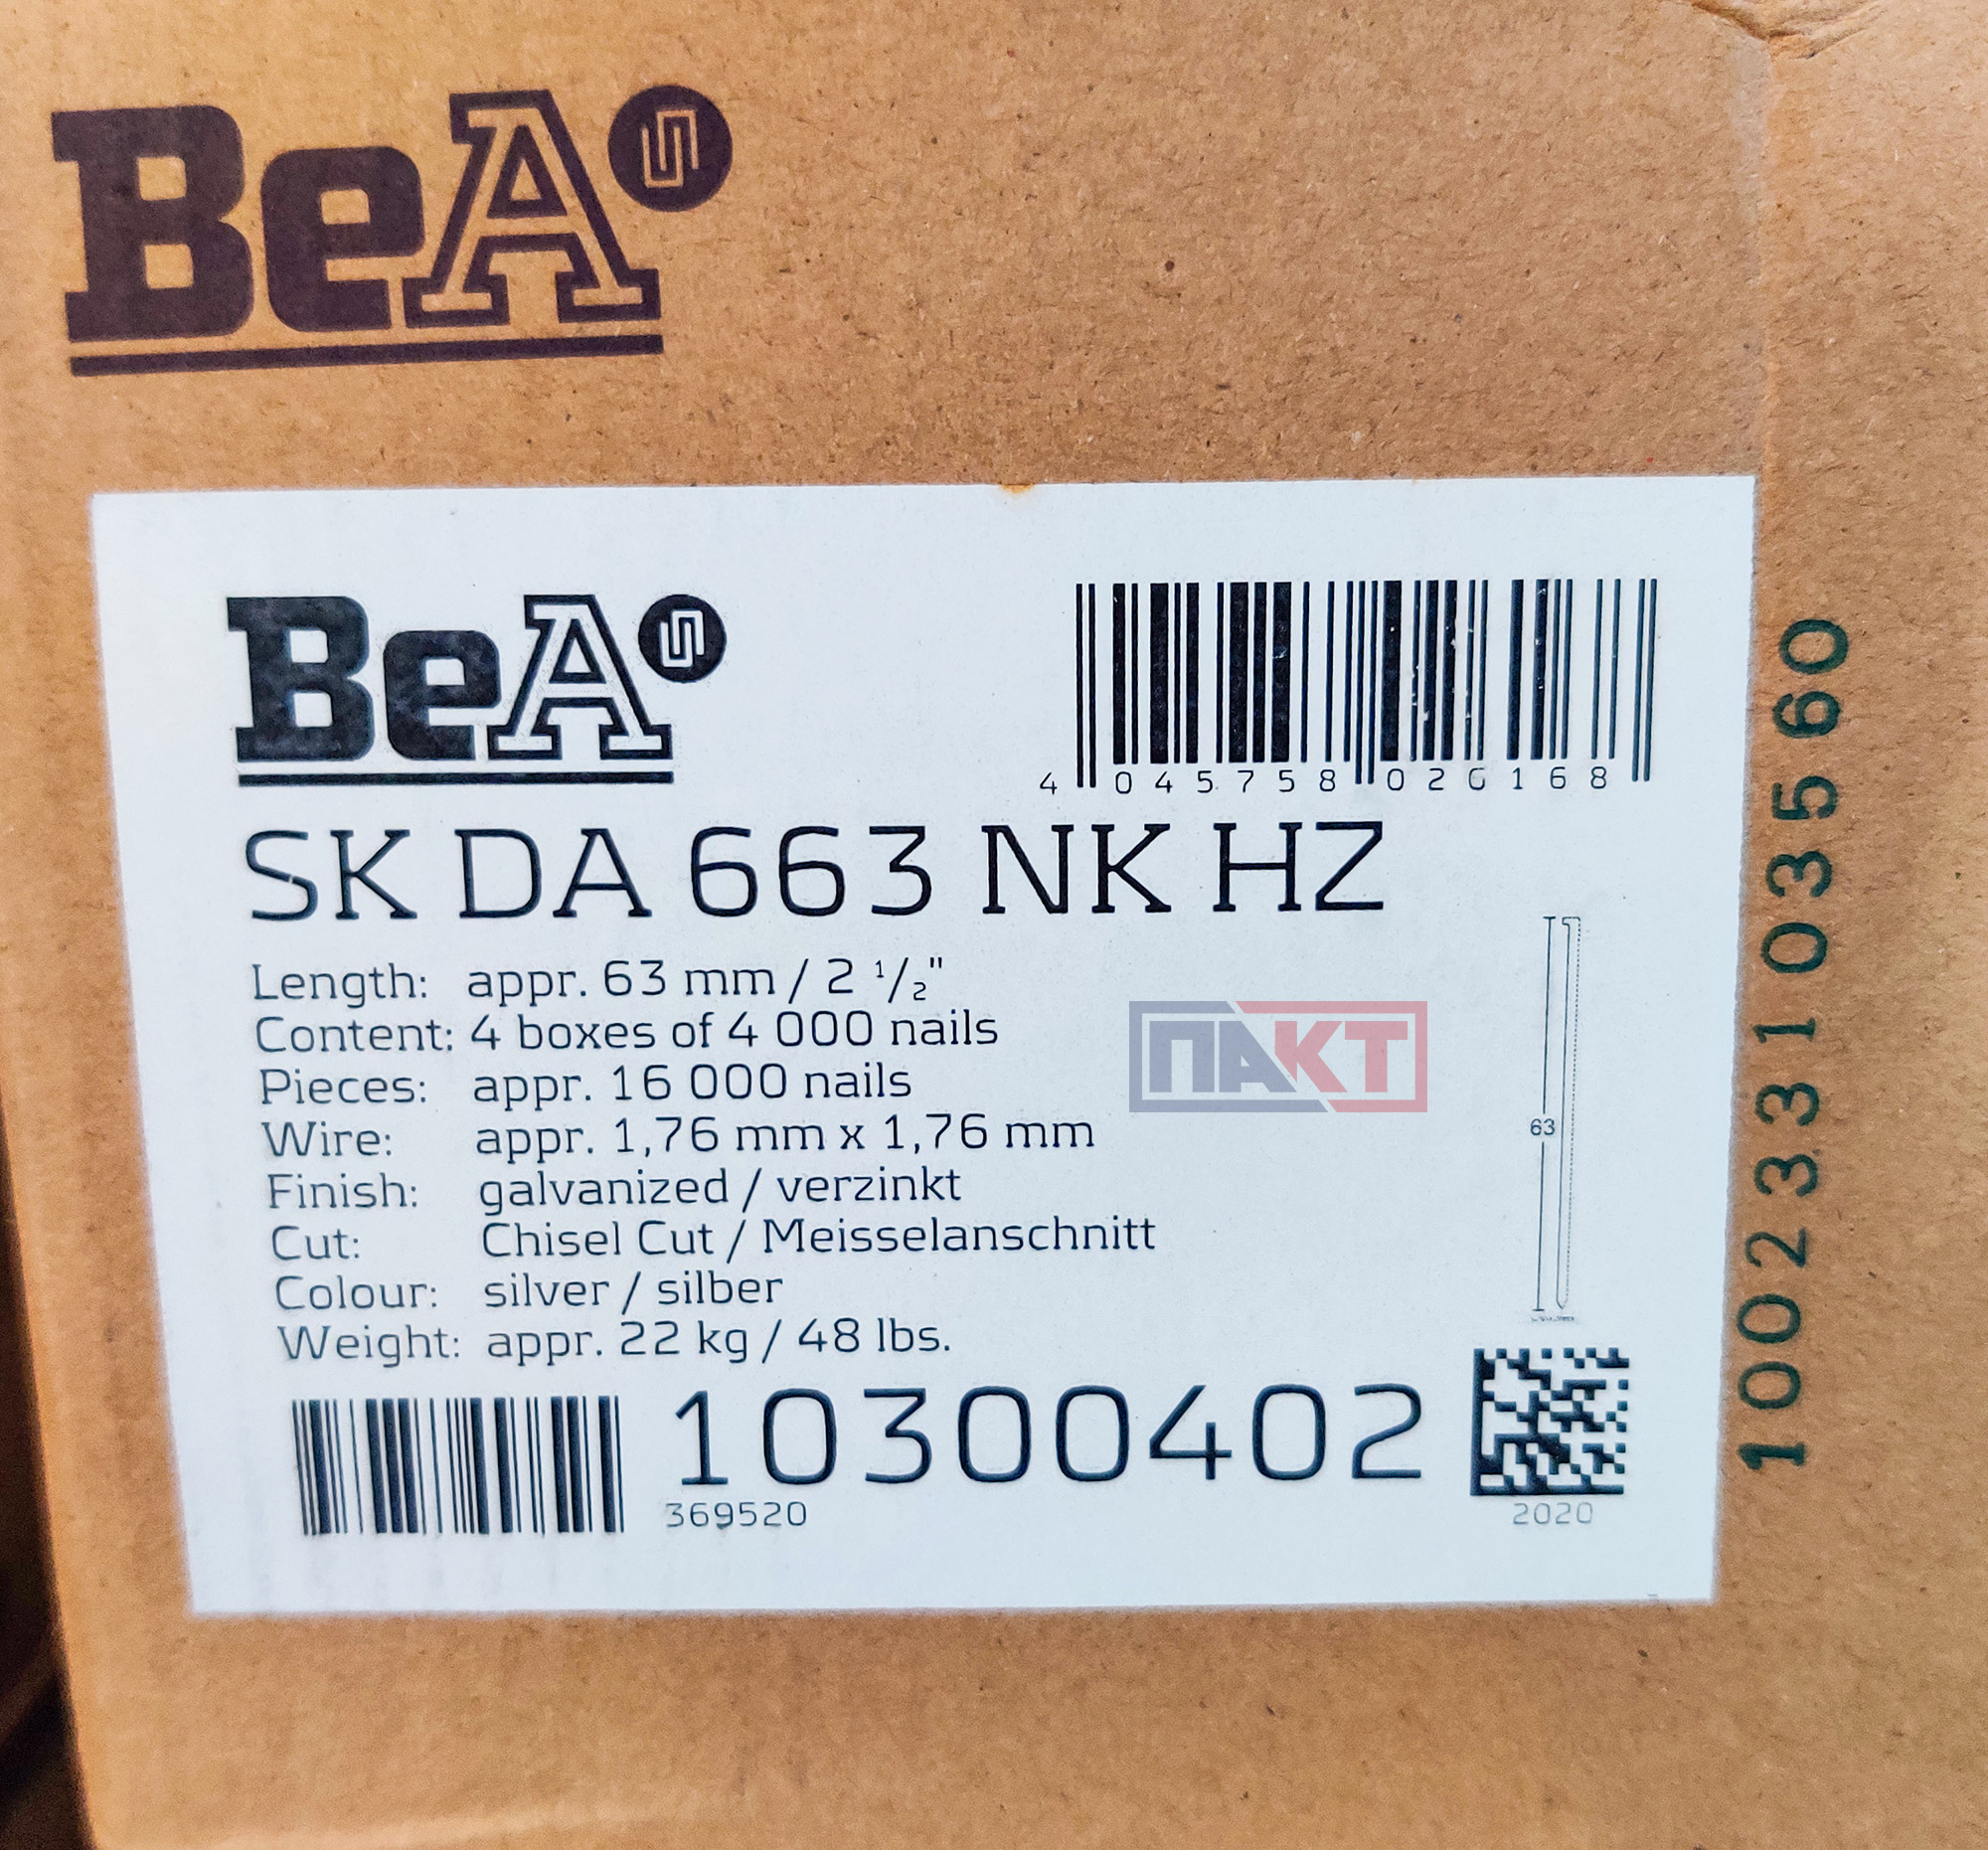 BeA
BeA
4 045758 026168
SK DA 663 NK HZ
Length: appr. 63 mm / 2 1/2"
Content: 4 boxes of 4 000 nails
Pieces: appr. 16 000 nails
Wire: appr. 1,76 mm x 1,76 mm
Finish: galvanized / verzinkt
Cut: Chisel Cut / Meisselanschnitt
Colour: silver / silber
Weight: appr. 22 kg / 48 lbs.
ПАКТ
63
10300402
369520
2020
1002331103560